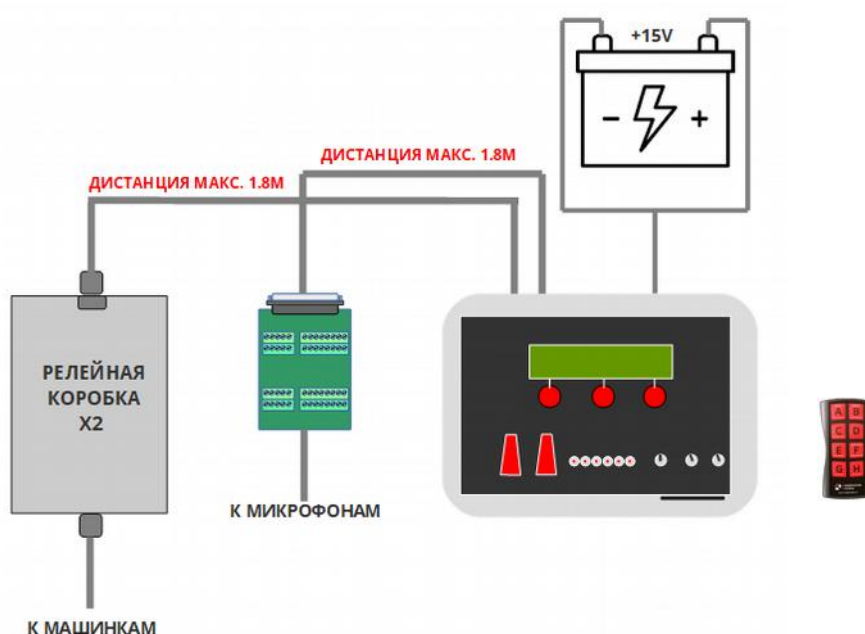 +15V
- +
ДИСТАНЦИЯ МАКС. 1.8М
ДИСТАНЦИЯ МАКС. 1.8М
РЕЛЕЙНАЯ
КОРОБКА
X2
A B
C D
E F
G H
К МИКРОФОНАМ
К МАШИНКАМ